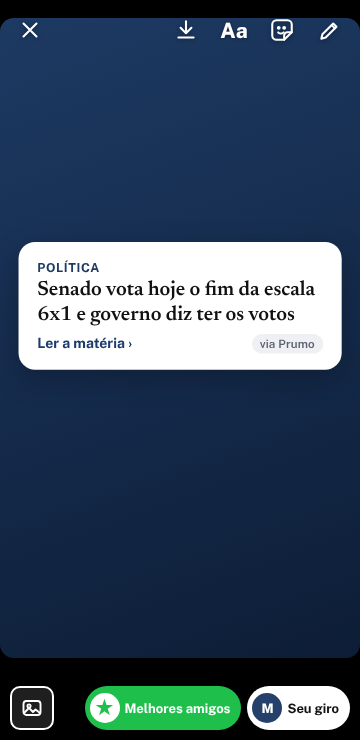 Aa
POLÍTICA
Senado vota hoje o fim da escala
6x1 e governo diz ter os votos
Ler a matéria ›
via Prumo
Melhores amigos
M
Seu giro